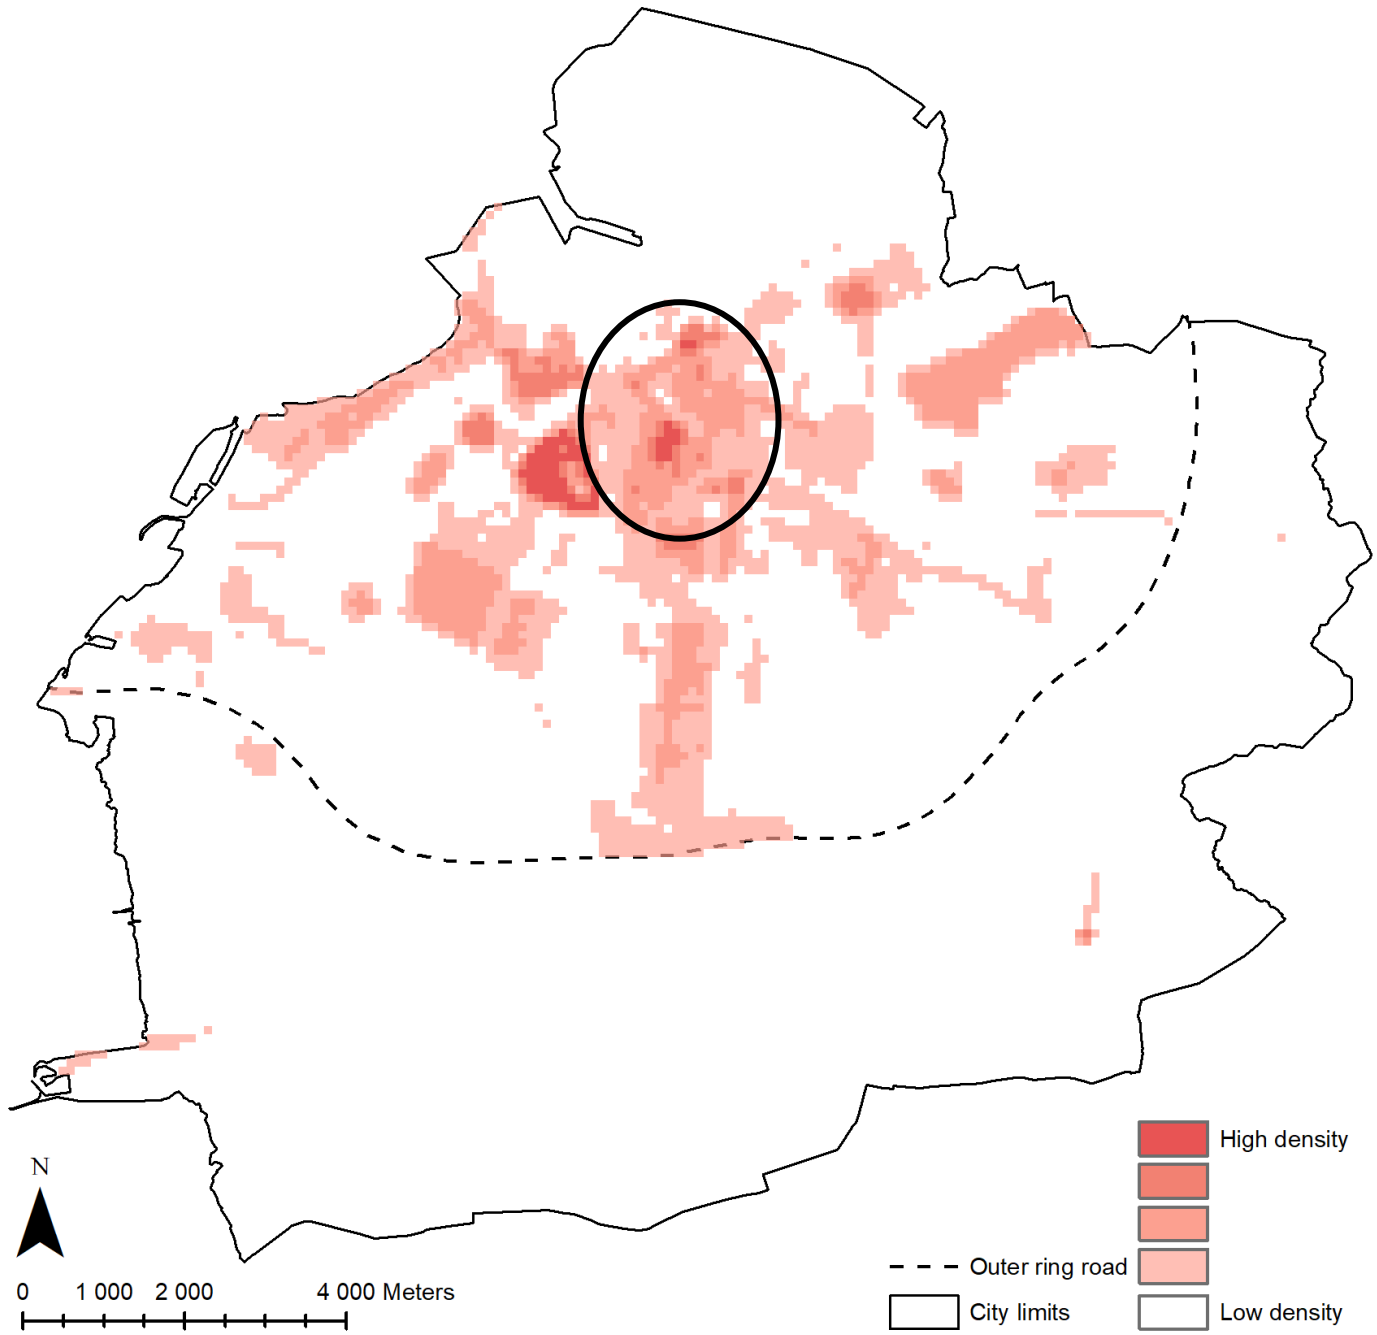 High density
N
Outer ring road
0 1 000 2 000 4 000 Meters
City limits
Low density